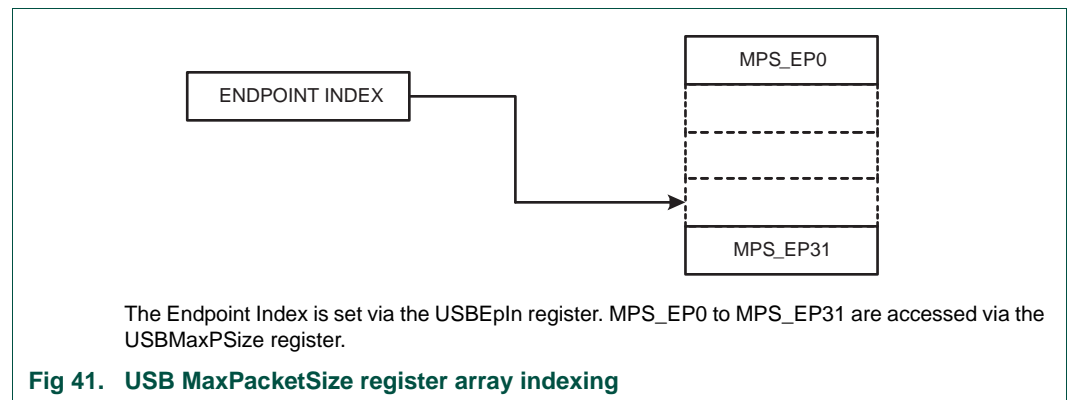 MPS_EP0
ENDPOINT INDEX
MPS_EP31
The Endpoint Index is set via the USBEpIn register. MPS_EP0 to MPS_EP31 are accessed via the
USBMaxPSize register.
Fig 41. USB MaxPacketSize register array indexing